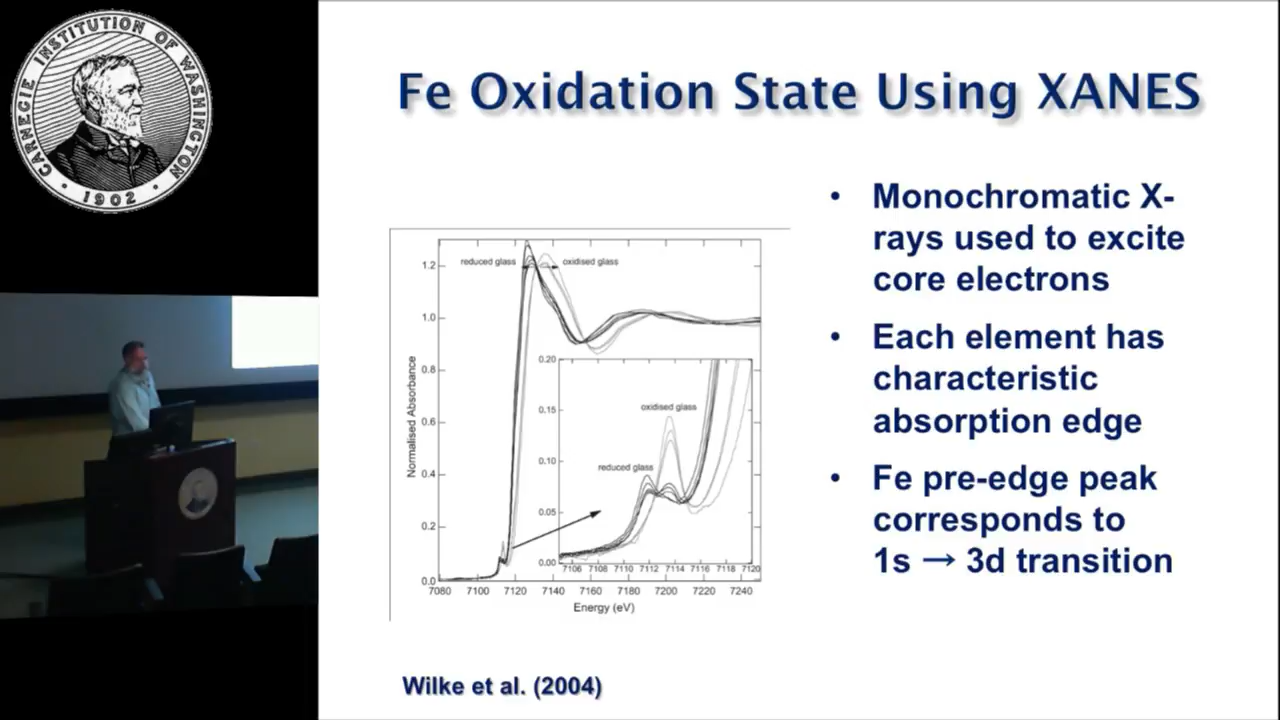 CARNEGIE INSTITUTION OF WASHINGTON
• 1902 •
Fe Oxidation State Using XANES
• Monochromatic X-
rays used to excite
core electrons
• Each element has
characteristic
absorption edge
• Fe pre-edge peak
corresponds to
1s → 3d transition
reduced glass
oxidised glass
Normalised Absorbance
1.2
1.0
0.8
0.6
0.4
0.2
0.0
7080 7100 7120 7140 7160 7180 7200 7220 7240
Energy (eV)
0.20
0.15
0.10
0.05
0.00
oxidised glass
reduced glass
7106 7108 7110 7112 7114 7116 7118 7120
Wilke et al. (2004)